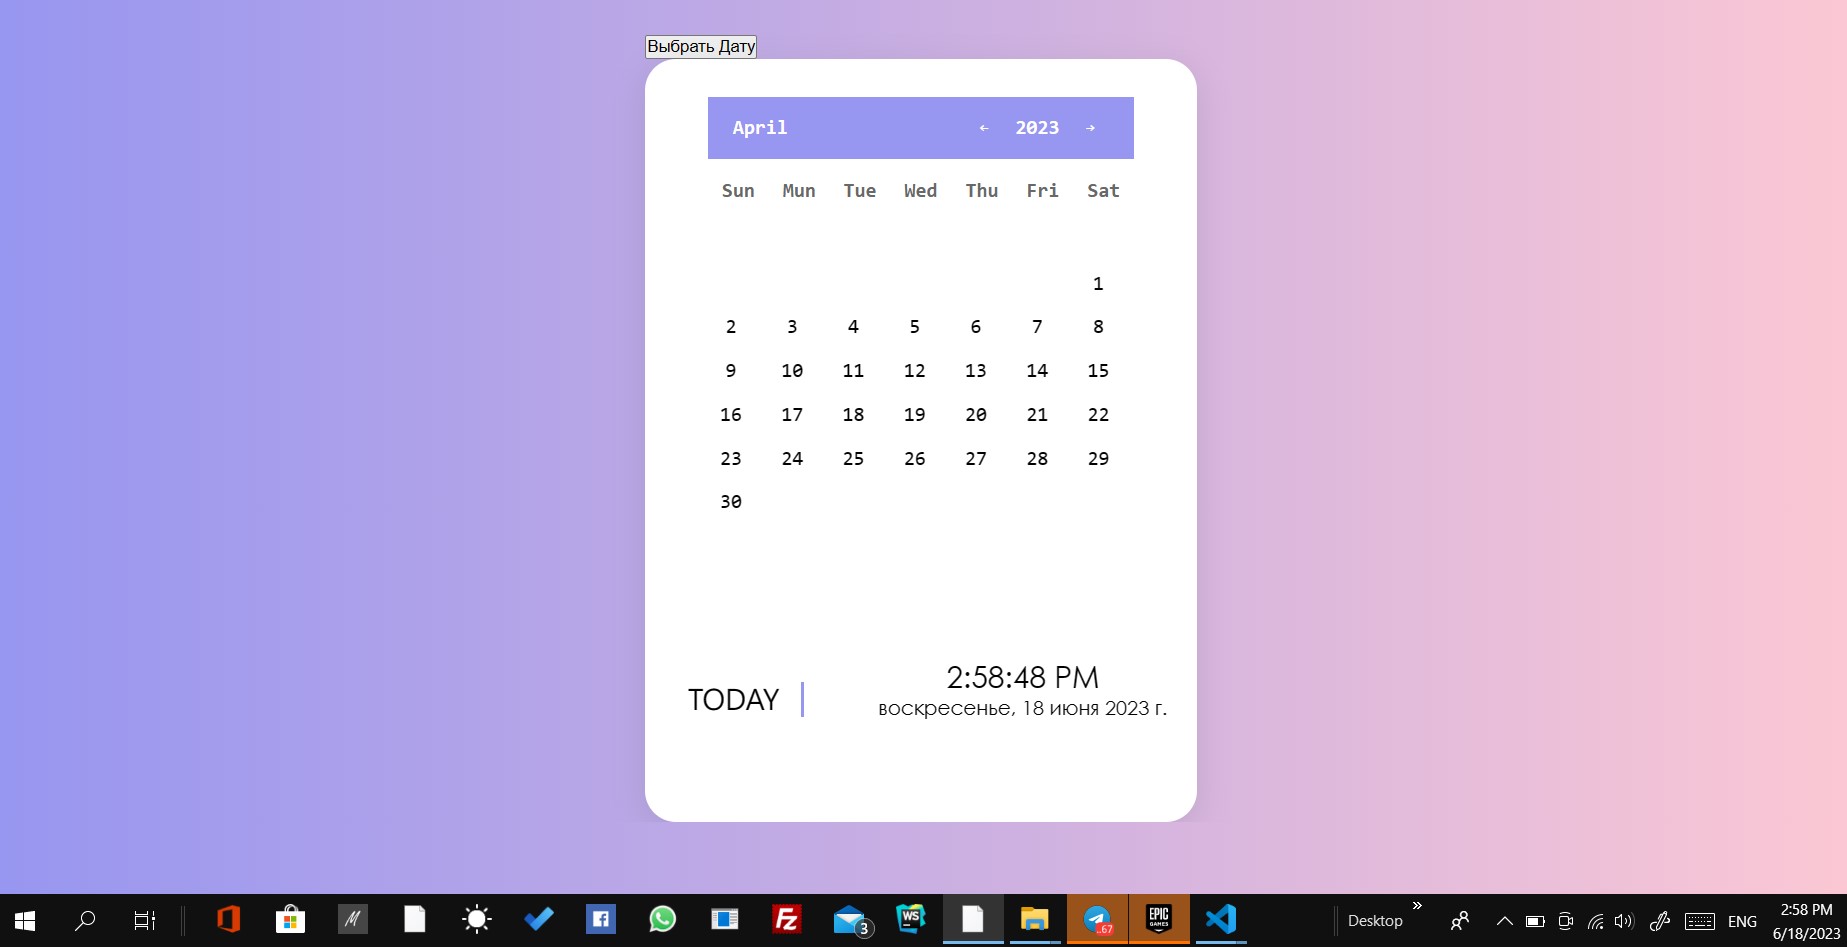 Выбрать Дату
April ← 2023 →
Sun Mun Tue Wed Thu Fri Sat
1
2 3 4 5 6 7 8
9 10 11 12 13 14 15
16 17 18 19 20 21 22
23 24 25 26 27 28 29
30
2:58:48 PM
TODAY
воскресенье, 18 июня 2023 г.
WS
EPIC
GAMES
Fz
3
..67
Desktop
»
ENG
2:58 PM
6/18/2023